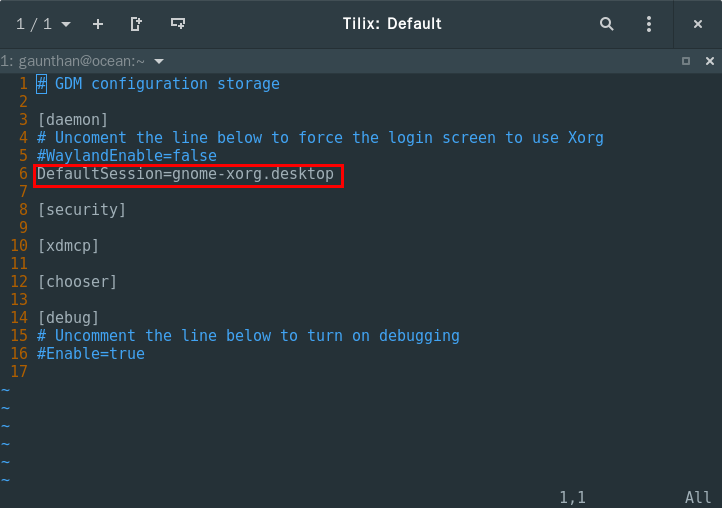 1 / 1 Tilix: Default
1: gaunthan@ocean:~
1 # GDM configuration storage
2
3 [daemon]
4 # Uncoment the line below to force the login screen to use Xorg
5 #WaylandEnable=false
6 DefaultSession=gnome-xorg.desktop
7
8 [security]
9
10 [xdmcp]
11
12 [chooser]
13
14 [debug]
15 # Uncomment the line below to turn on debugging
16 #Enable=true
17
~
~
~
~
~
~
1,1 All